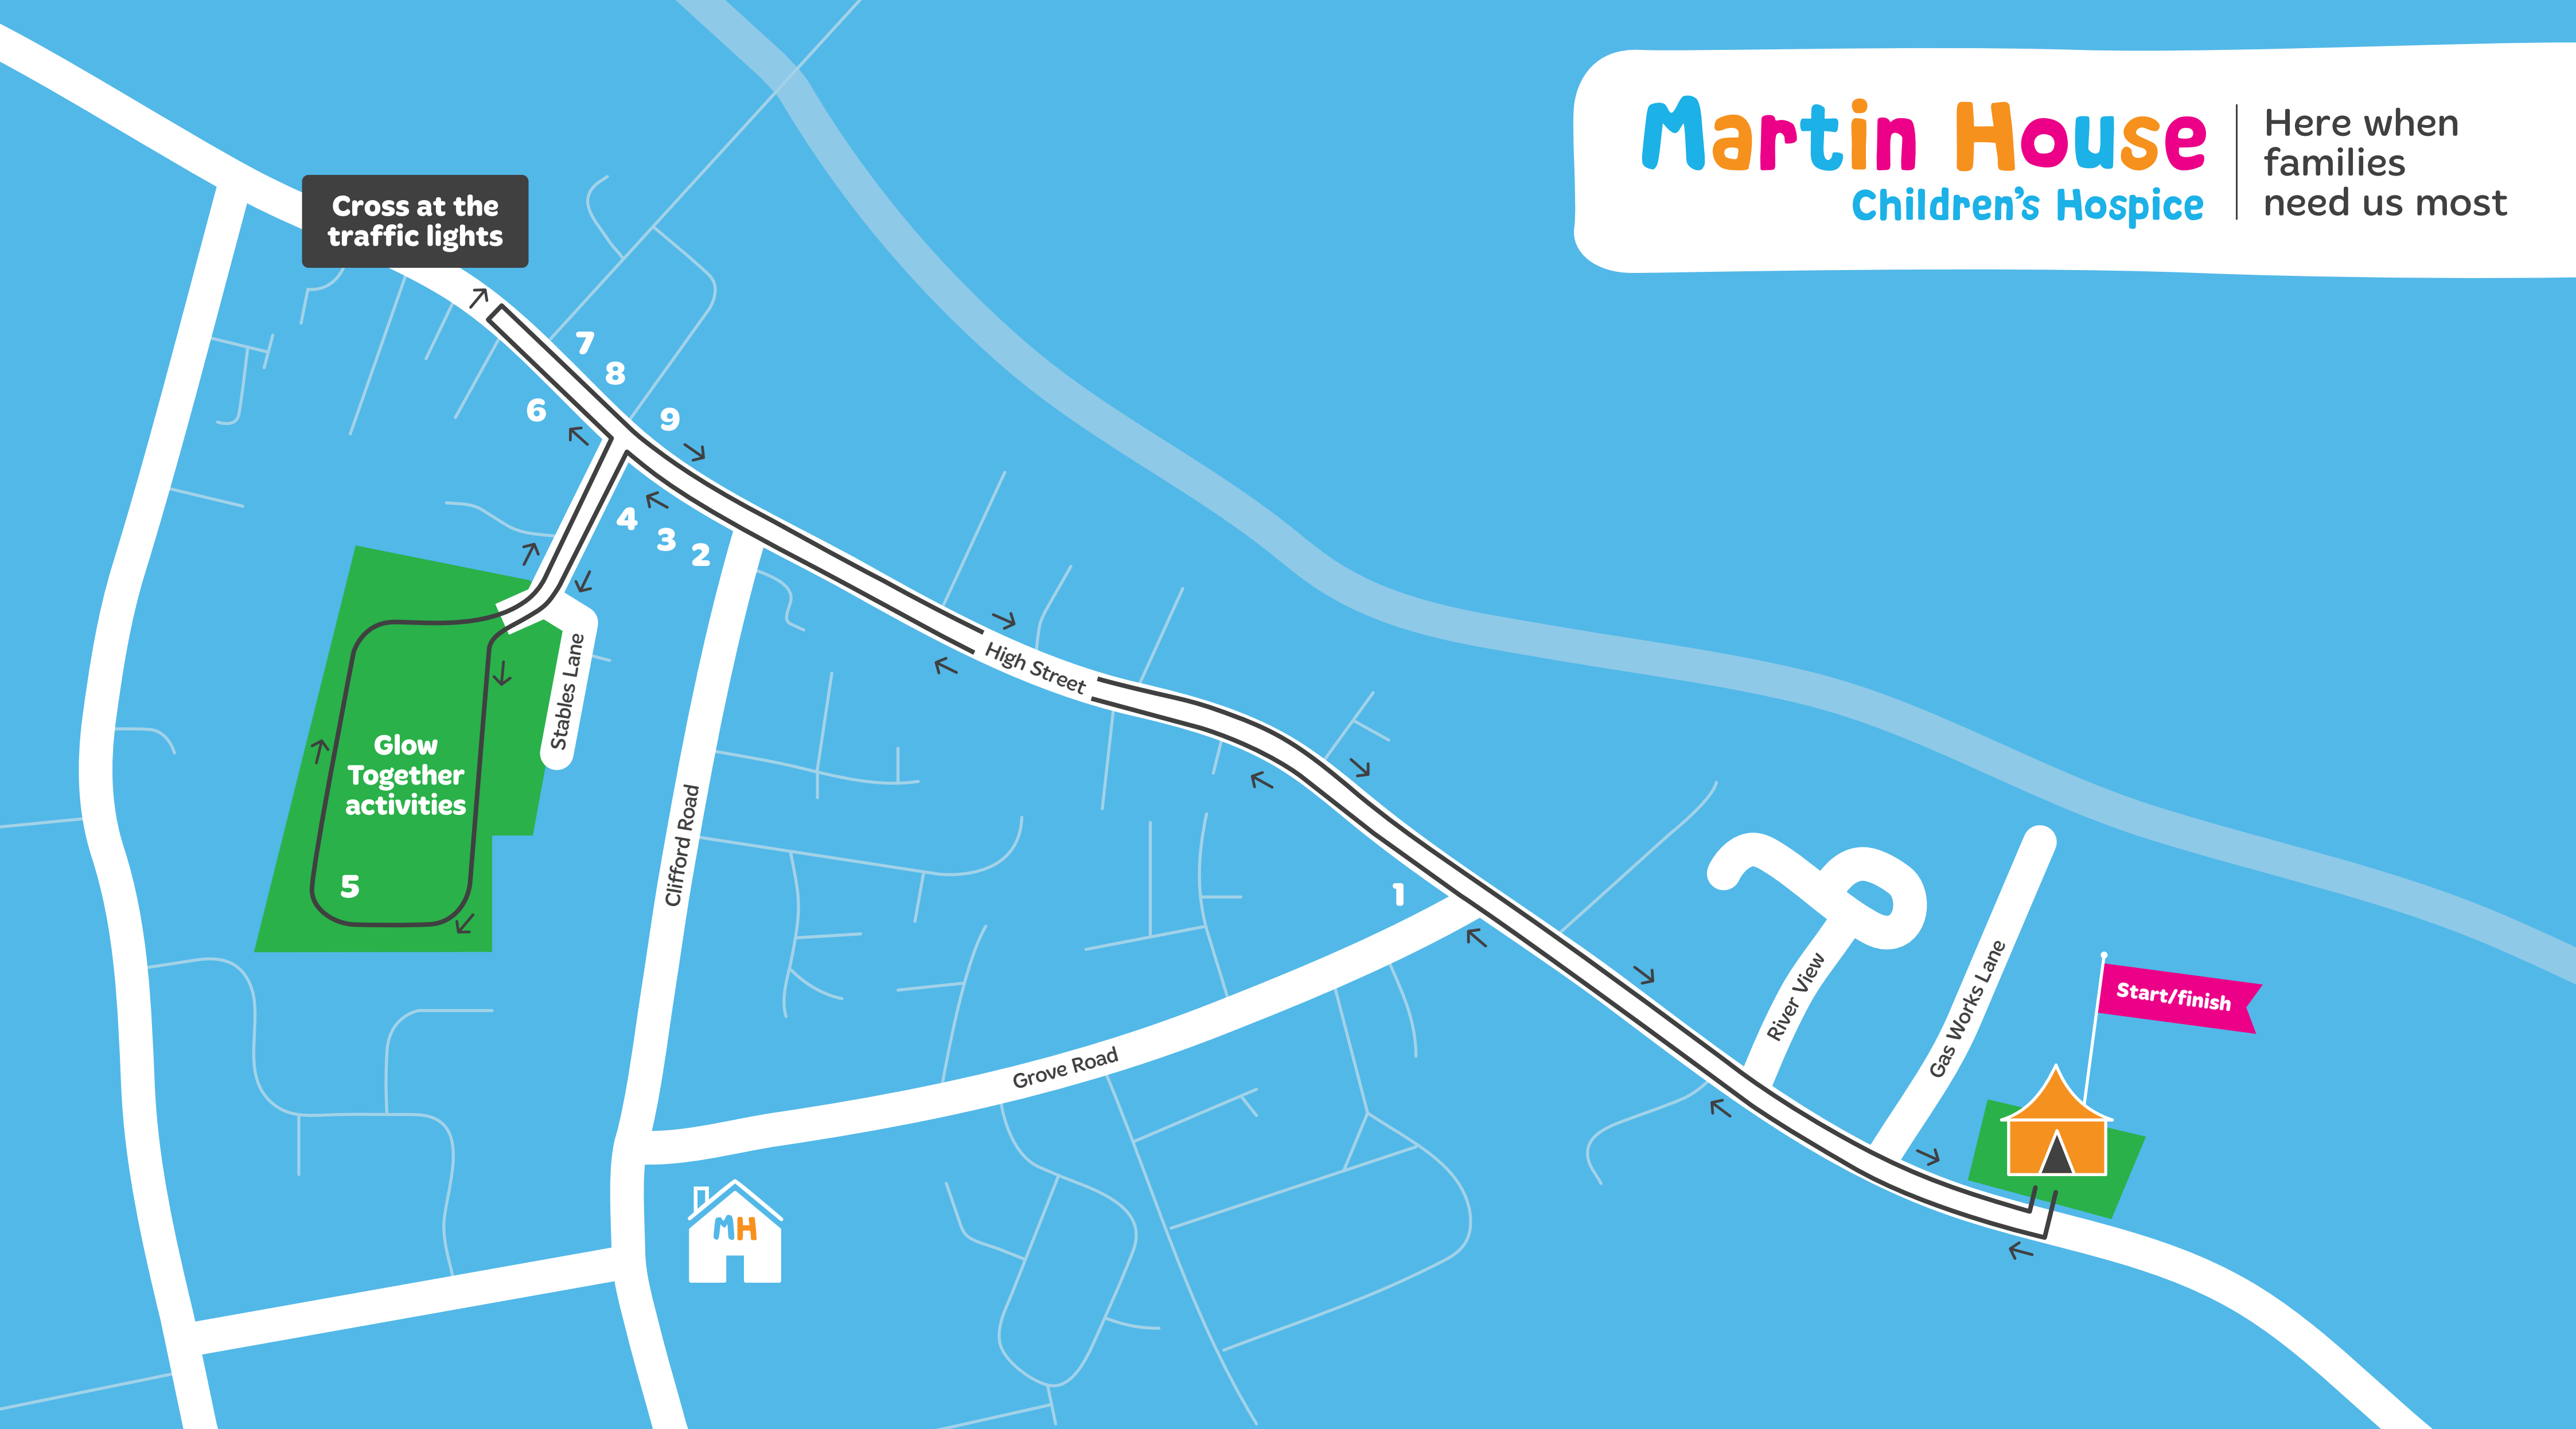 Martin House
Children's Hospice
Here when
families
need us most
Cross at the
traffic lights
7
8
6
9
4
3
2
High Street
Stables Lane
Glow
Together
activities
5
Clifford Road
1
River View
Gas Works Lane
Start/finish
Grove Road
MH